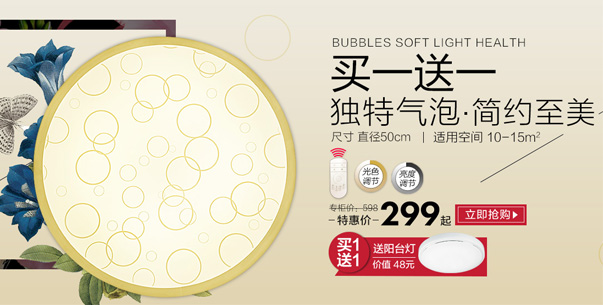 BUBBLES SOFT LIGHT HEALTH
买一送一
独特气泡·简约至美
尺寸 直径50cm | 适用空间 10-15m²
光色调节
亮度调节
专柜价：598
-特惠价-299起
立即抢购
买1送1
送阳台灯
价值 48元